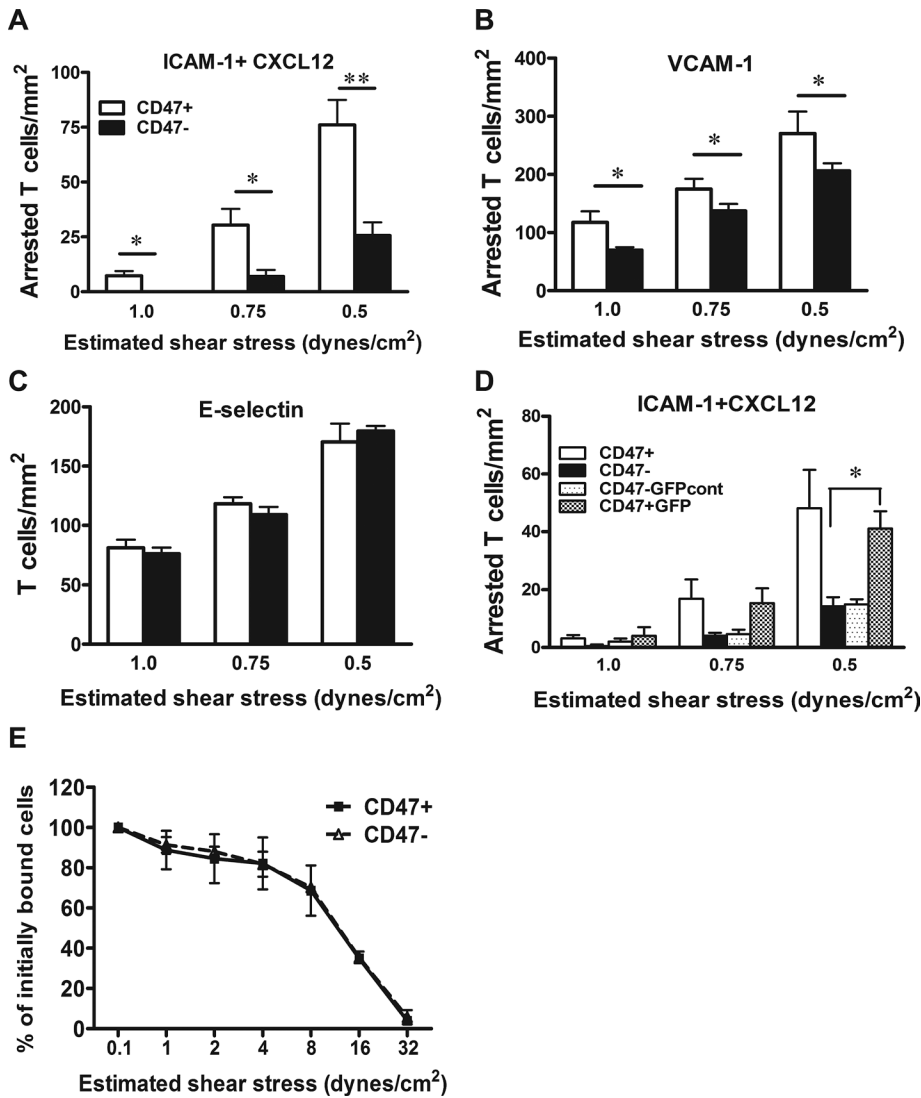 A
ICAM-1+ CXCL12
Arrested T cells/mm²
100
75
50
25
0
CD47+
CD47-
*
*
**
1.0 0.75 0.5
Estimated shear stress (dynes/cm²)
B
VCAM-1
Arrested T cells/mm²
400
300
200
100
0
*
*
*
1.0 0.75 0.5
Estimated shear stress (dynes/cm²)
C
E-selectin
T cells/mm²
200
150
100
50
0
1.0 0.75 0.5
Estimated shear stress (dynes/cm²)
D
ICAM-1+CXCL12
Arrested T cells/mm²
80
60
40
20
0
CD47+
CD47-
CD47-GFPcont
CD47+GFP
*
1.0 0.75 0.5
Estimated shear stress (dynes/cm²)
E
% of initially bound cells
120
100
80
60
40
20
0
CD47+
CD47-
0.1 1 2 4 8 16 32
Estimated shear stress (dynes/cm²)